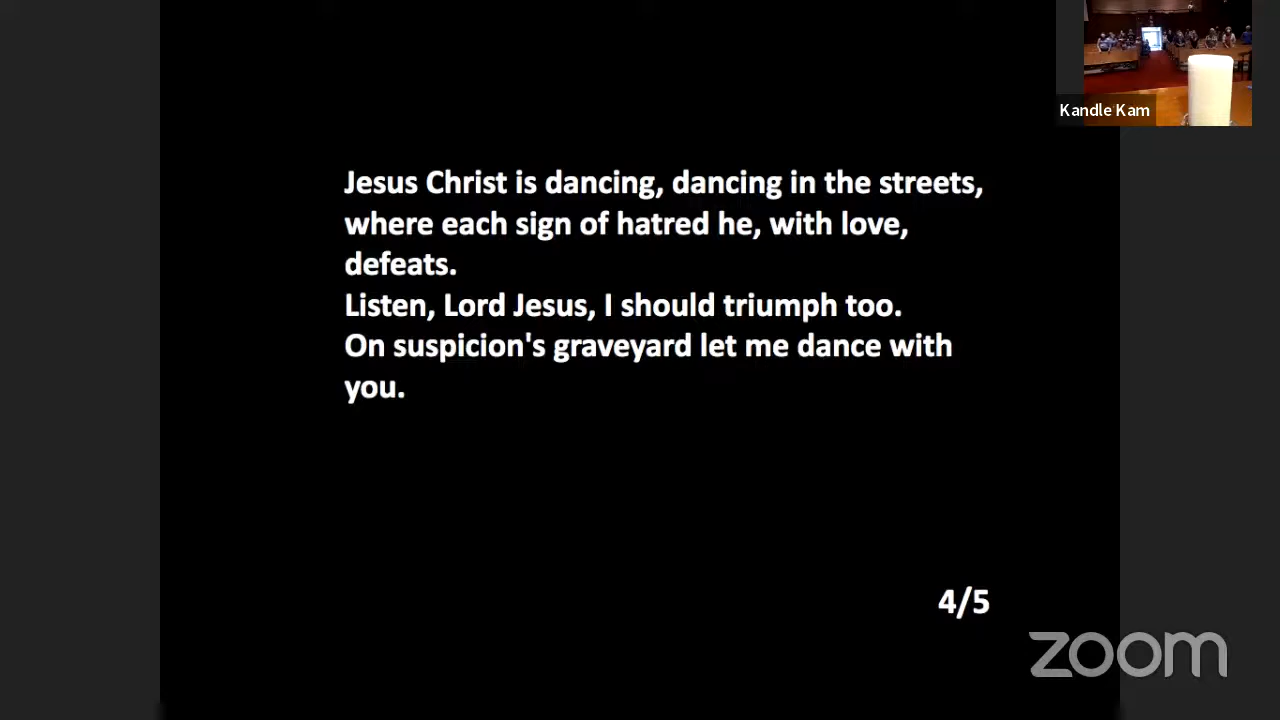 Kandle Kam
Jesus Christ is dancing, dancing in the streets,
where each sign of hatred he, with love,
defeats.
Listen, Lord Jesus, I should triumph too.
On suspicion's graveyard let me dance with
you.
4/5
zoom